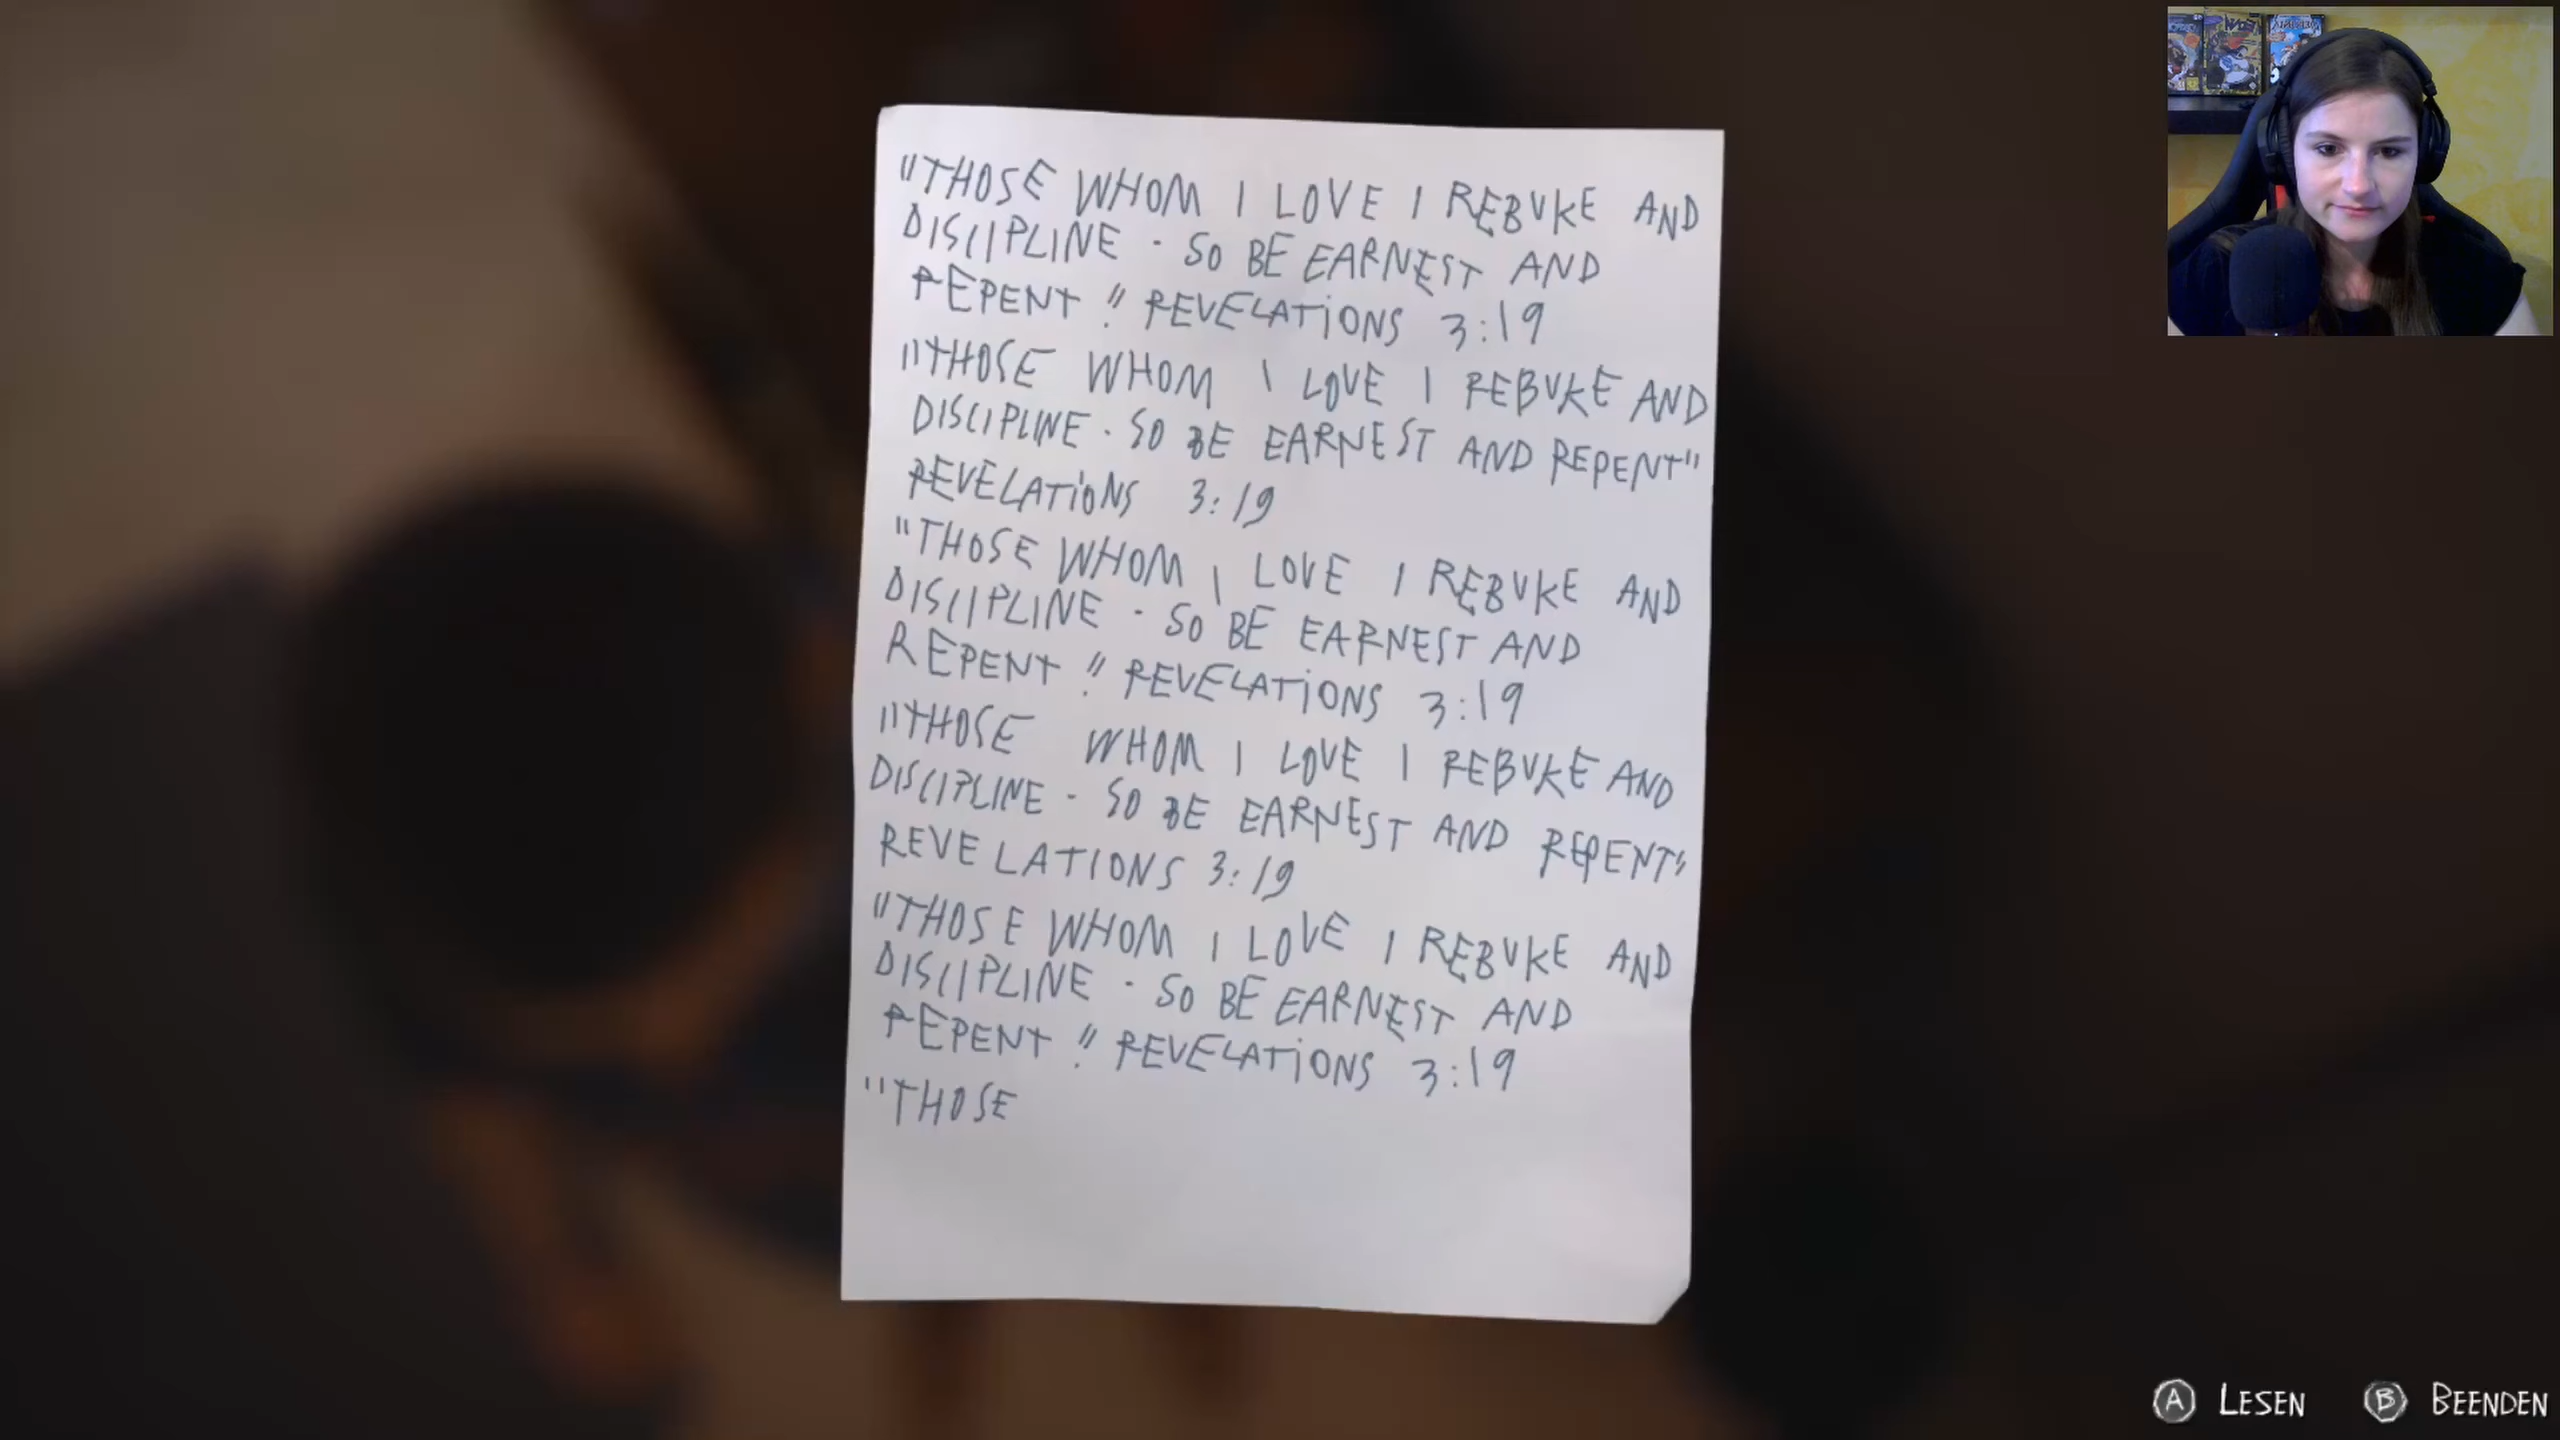 "THOSE WHOM I LOVE I REBUKE AND
DISCIPLINE - SO BE EARNEST AND
REPENT!" REVELATIONS 3:19
"THOSE WHOM I LOVE I REBUKE AND
DISCIPLINE - SO BE EARNEST AND REPENT"
REVELATIONS 3:19
"THOSE WHOM I LOVE I REBUKE AND
DISCIPLINE - SO BE EARNEST AND
REPENT!" REVELATIONS 3:19
"THOSE WHOM I LOVE I REBUKE AND
DISCIPLINE - SO BE EARNEST AND REPENT"
REVELATIONS 3:19
"THOSE WHOM I LOVE I REBUKE AND
DISCIPLINE - SO BE EARNEST AND
REPENT!" REVELATIONS 3:19
"THOSE
A LESEN B BEENDEN